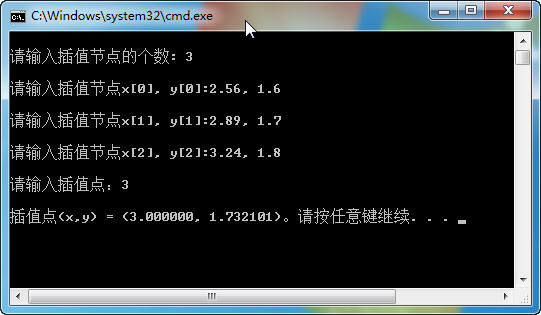 C:\Windows\system32\cmd.exe
请输入插值节点的个数：3
请输入插值节点x[0], y[0]:2.56, 1.6
请输入插值节点x[1], y[1]:2.89, 1.7
请输入插值节点x[2], y[2]:3.24, 1.8
请输入插值点：3
插值点(x,y) = (3.000000, 1.732101)。请按任意键继续. . .